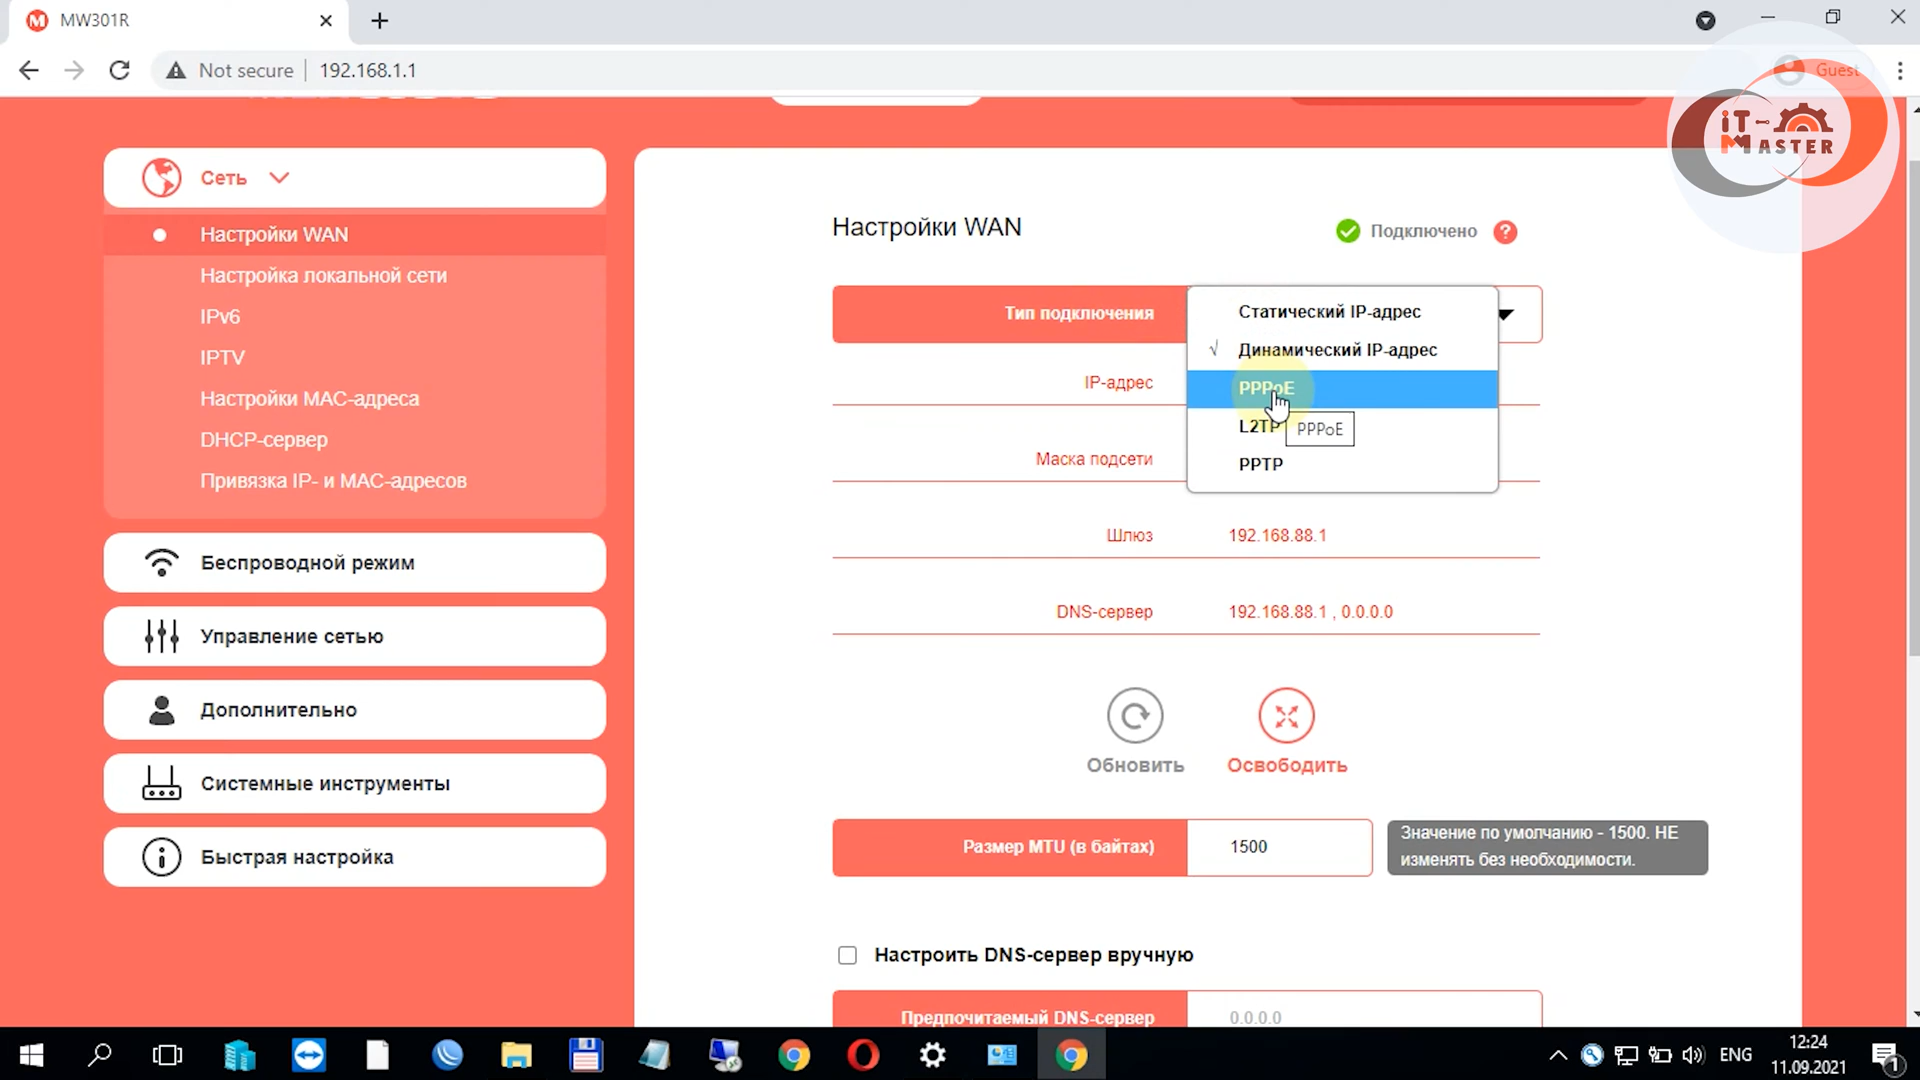 MW301R
Not secure
192.168.1.1
Guest
iT-
MASTER
Сеть
Настройки WAN
Настройка локальной сети
IPv6
IPTV
Настройки MAC-адреса
DHCP-сервер
Привязка IP- и MAC-адресов
Беспроводной режим
Управление сетью
Дополнительно
Системные инструменты
Быстрая настройка
Настройки WAN
Подключено
?
Тип подключения
Статический IP-адрес
√ Динамический IP-адрес
PPPoE
L2TP
PPPoE
PPTP
IP-адрес
Маска подсети
Шлюз
192.168.88.1
DNS-сервер
192.168.88.1 , 0.0.0.0
Обновить
Освободить
Размер MTU (в байтах)
1500
Значение по умолчанию - 1500. НЕ
изменять без необходимости.
Настроить DNS-сервер вручную
Предпочитаемый DNS-сервер
0.0.0.0
ENG
12:24
11.09.2021
1